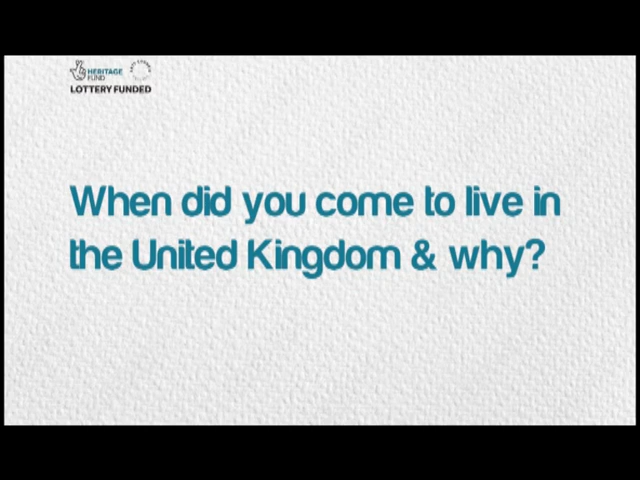 HERITAGE
FUND
LOTTERY FUNDED
When did you come to live in
the United Kingdom & why?